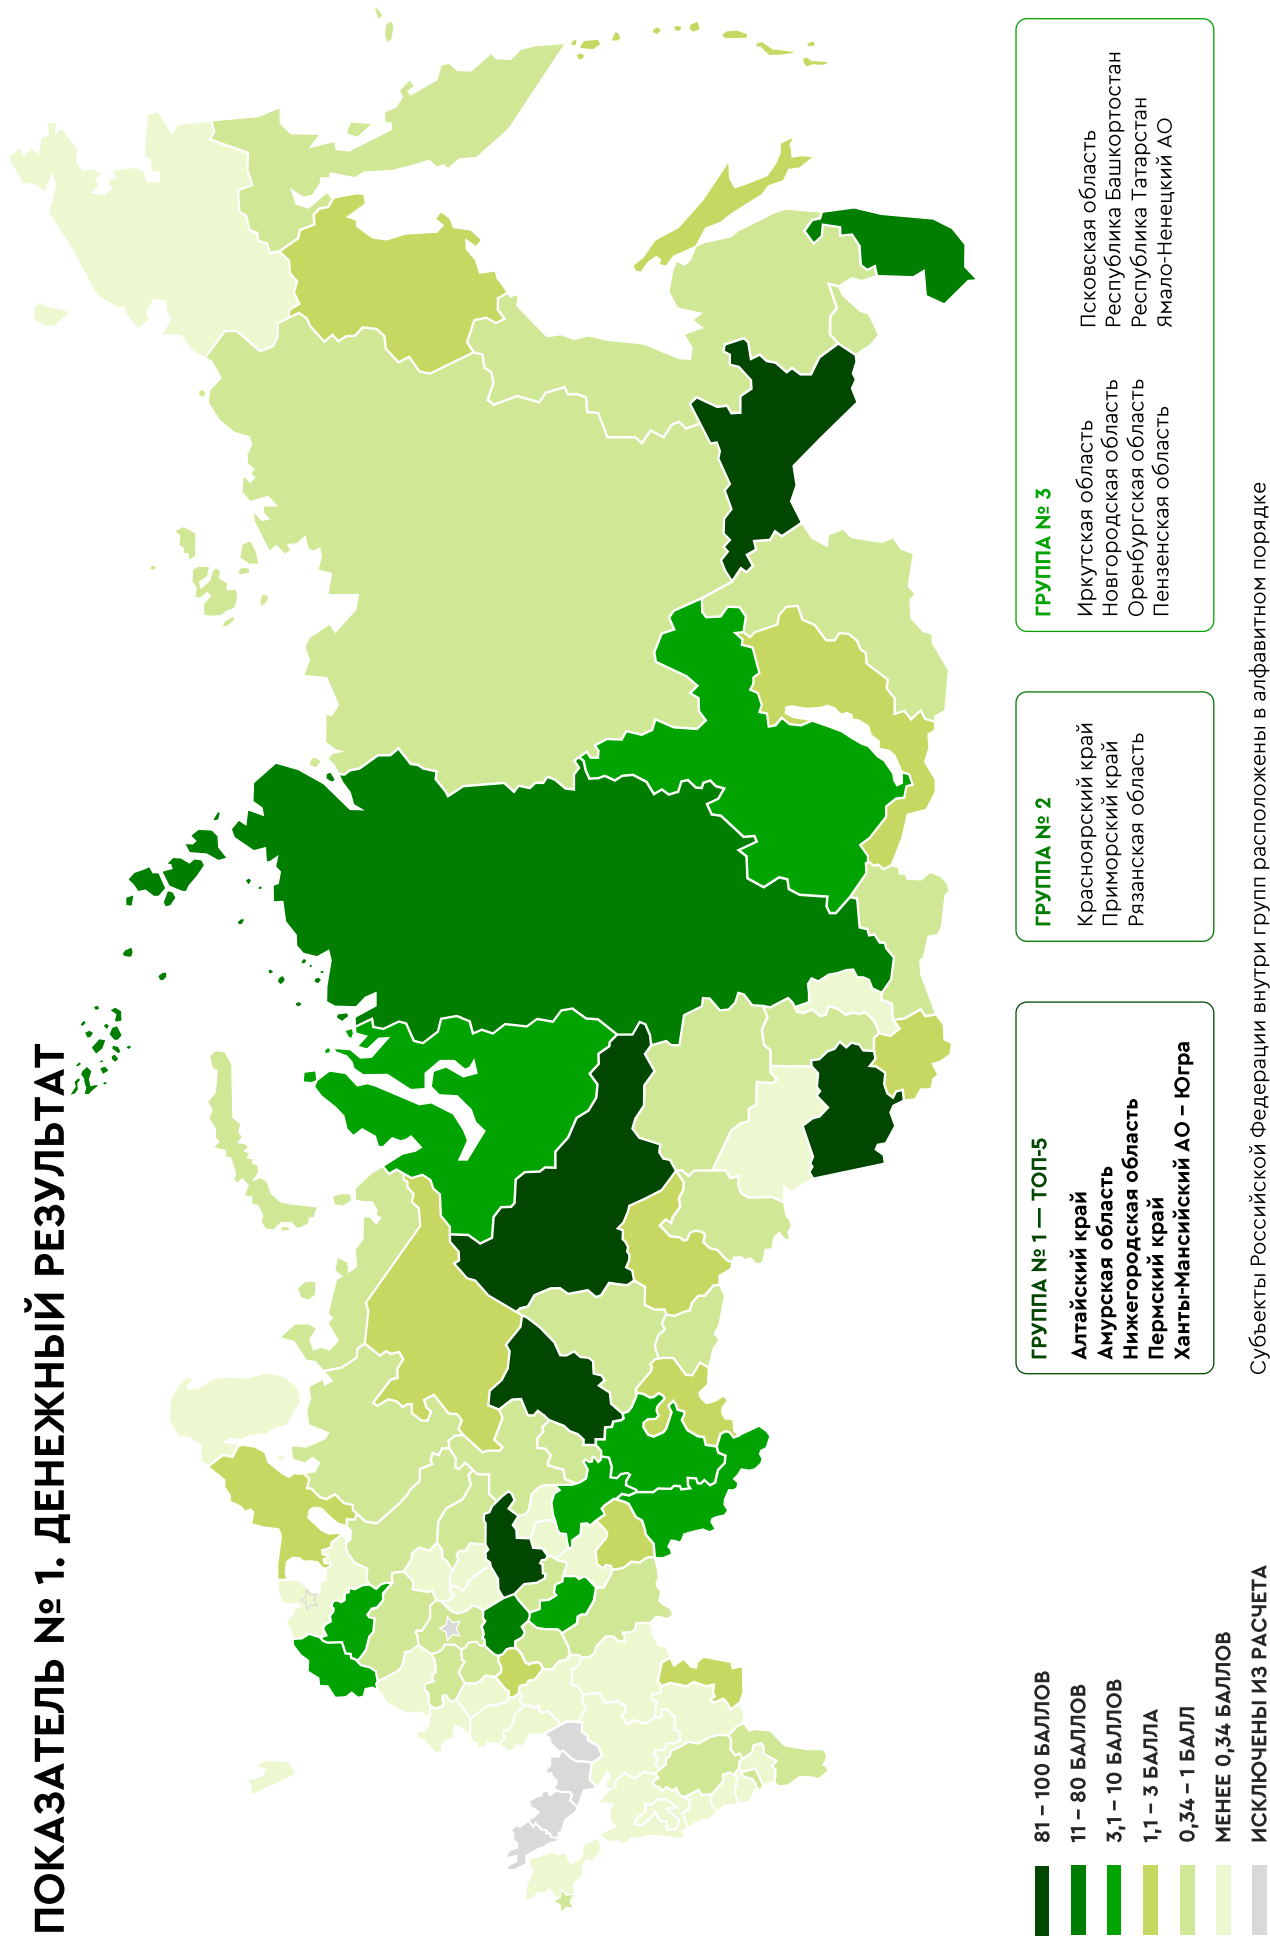 ПОКАЗАТЕЛЬ № 1. ДЕНЕЖНЫЙ РЕЗУЛЬТАТ
81 – 100 БАЛЛОВ
11 – 80 БАЛЛОВ
3,1 – 10 БАЛЛОВ
1,1 – 3 БАЛЛА
0,34 – 1 БАЛЛ
МЕНЕЕ 0,34 БАЛЛОВ
ИСКЛЮЧЕНЫ ИЗ РАСЧЕТА
ГРУППА № 1 — ТОП-5
Алтайский край
Амурская область
Нижегородская область
Пермский край
Ханты-Мансийский АО – Югра
ГРУППА № 2
Красноярский край
Приморский край
Рязанская область
ГРУППА № 3
Иркутская область
Новгородская область
Оренбургская область
Пензенская область
Псковская область
Республика Башкортостан
Республика Татарстан
Ямало-Ненецкий АО
Субъекты Российской Федерации внутри групп расположены в алфавитном порядке